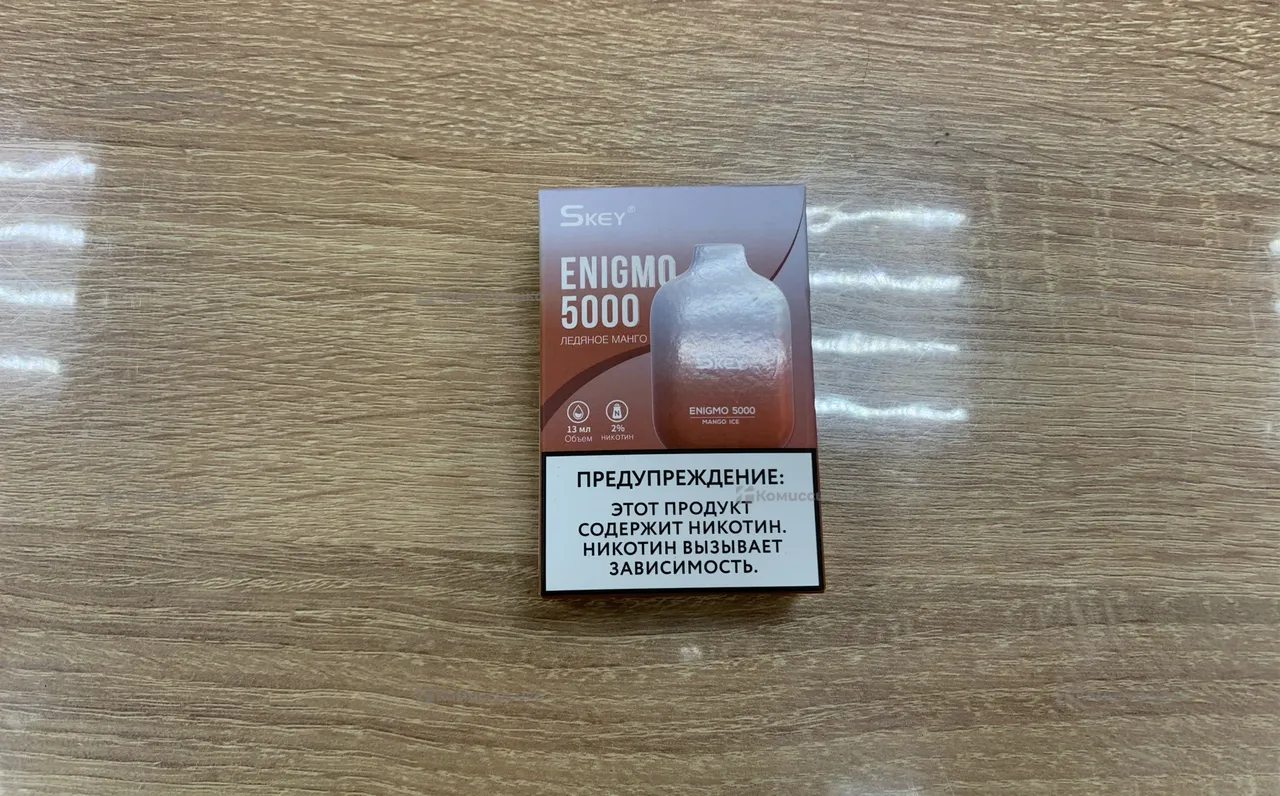 SKEY®
ENIGMO
5000
ЛЕДЯНОЕ МАНГО
SKEY
ENIGMO 5000
MANGO ICE
13 мл
Объем
2%
никотин
ПРЕДУПРЕЖДЕНИЕ:
ЭТОТ ПРОДУКТ
СОДЕРЖИТ НИКОТИН.
НИКОТИН ВЫЗЫВАЕТ
ЗАВИСИМОСТЬ.